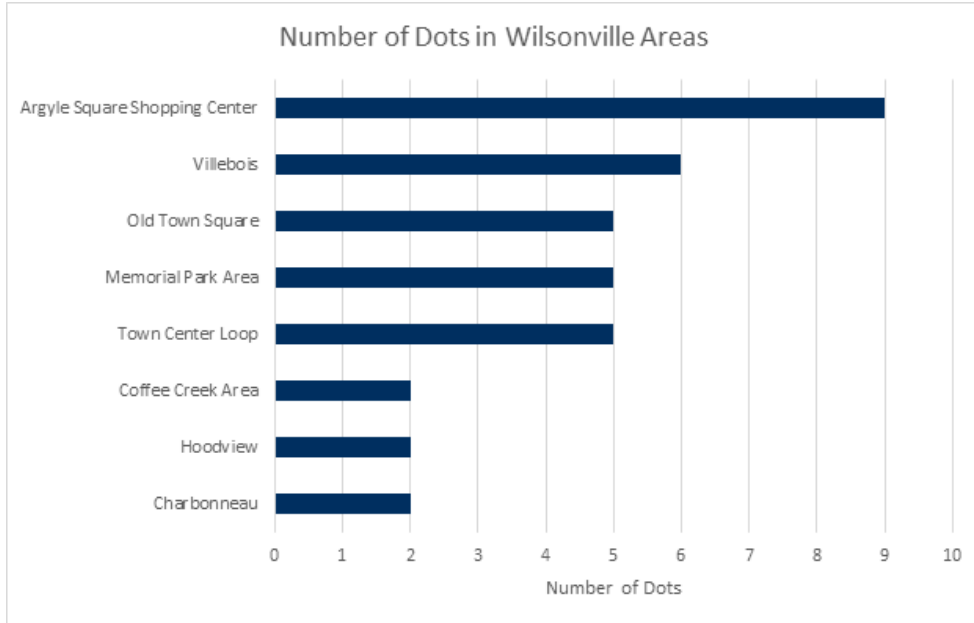 Number of Dots in Wilsonville Areas
Argyle Square Shopping Center
Villebois
Old Town Square
Memorial Park Area
Town Center Loop
Coffee Creek Area
Hoodview
Charbonneau
0 1 2 3 4 5 6 7 8 9 10
Number of Dots